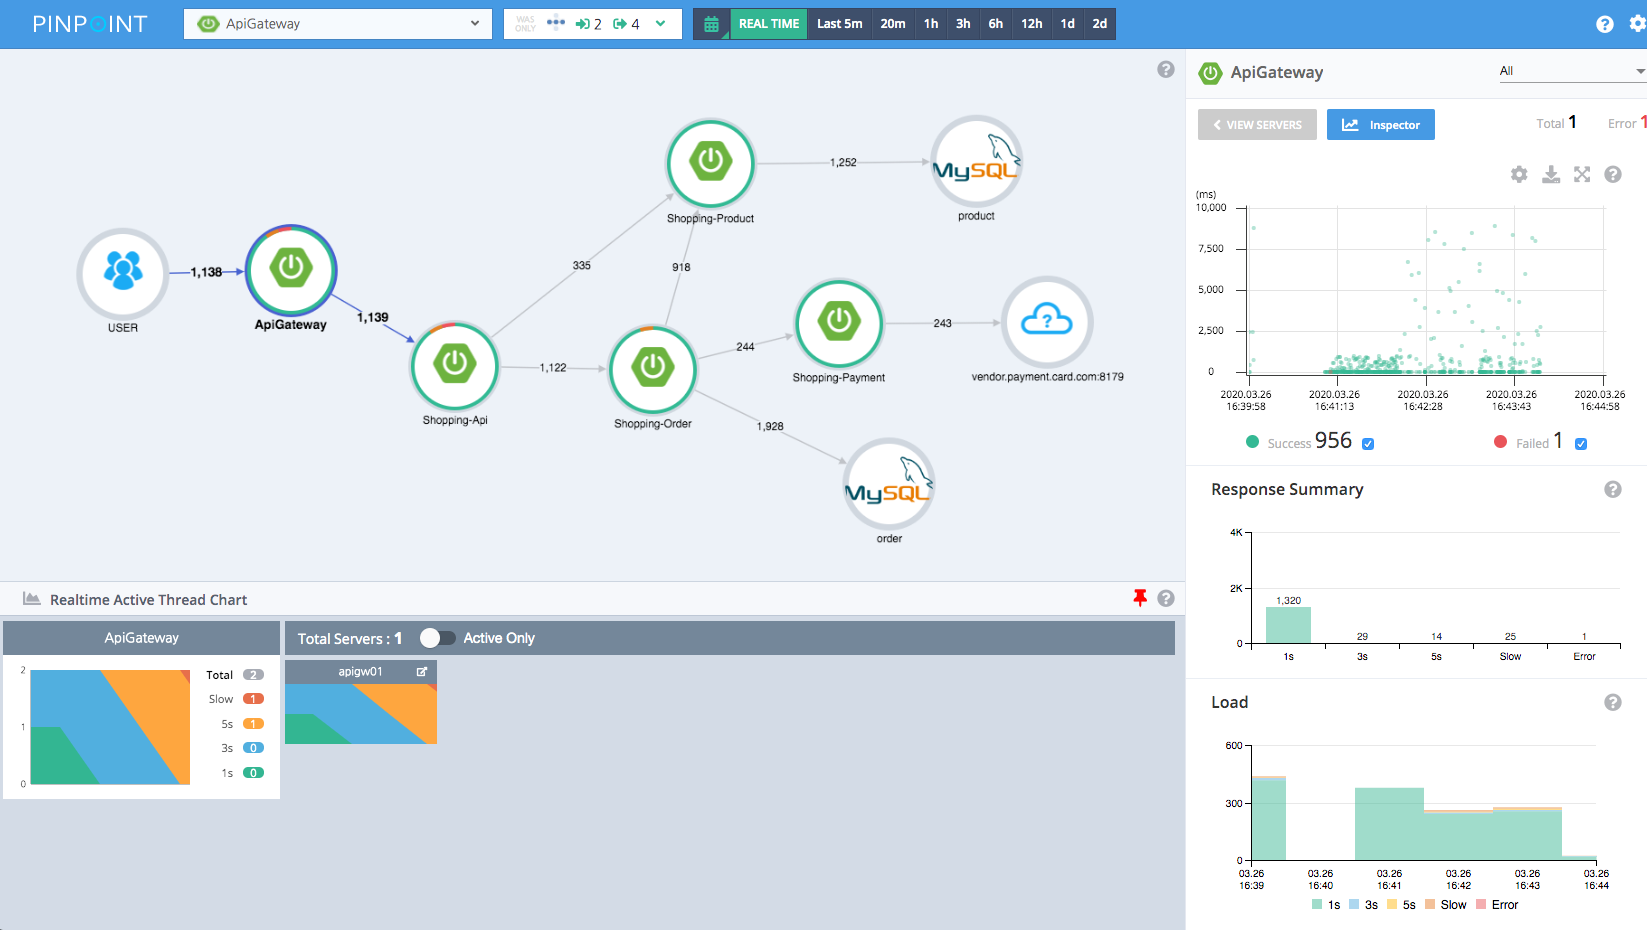 PINPOINT
ApiGateway
WAS
ONLY
2
4
REAL TIME
Last 5m
20m
1h
3h
6h
12h
1d
2d
?
?
MySQL
product
Shopping-Product
1,252
335
918
1,138
USER
ApiGateway
1,139
Shopping-Api
1,122
Shopping-Order
244
Shopping-Payment
243
?
vendor.payment.card.com:8179
1,928
MySQL
order
Realtime Active Thread Chart
?
ApiGateway
2
1
0
Total 2
Slow 1
5s 1
3s 0
1s 0
Total Servers : 1
Active Only
apigw01
ApiGateway
All
VIEW SERVERS
Inspector
Total 1
Error 1
?
(ms)
10,000
7,500
5,000
2,500
0
2020.03.26 2020.03.26 2020.03.26 2020.03.26 2020.03.26
16:39:58 16:41:13 16:42:28 16:43:43 16:44:58
Success 956
Failed 1
Response Summary
?
4K
2K
0
1,320 29 14 25 1
1s 3s 5s Slow Error
Load
?
600
300
0
03.26 03.26 03.26 03.26 03.26 03.26
16:39 16:40 16:41 16:42 16:43 16:44
1s 3s 5s Slow Error